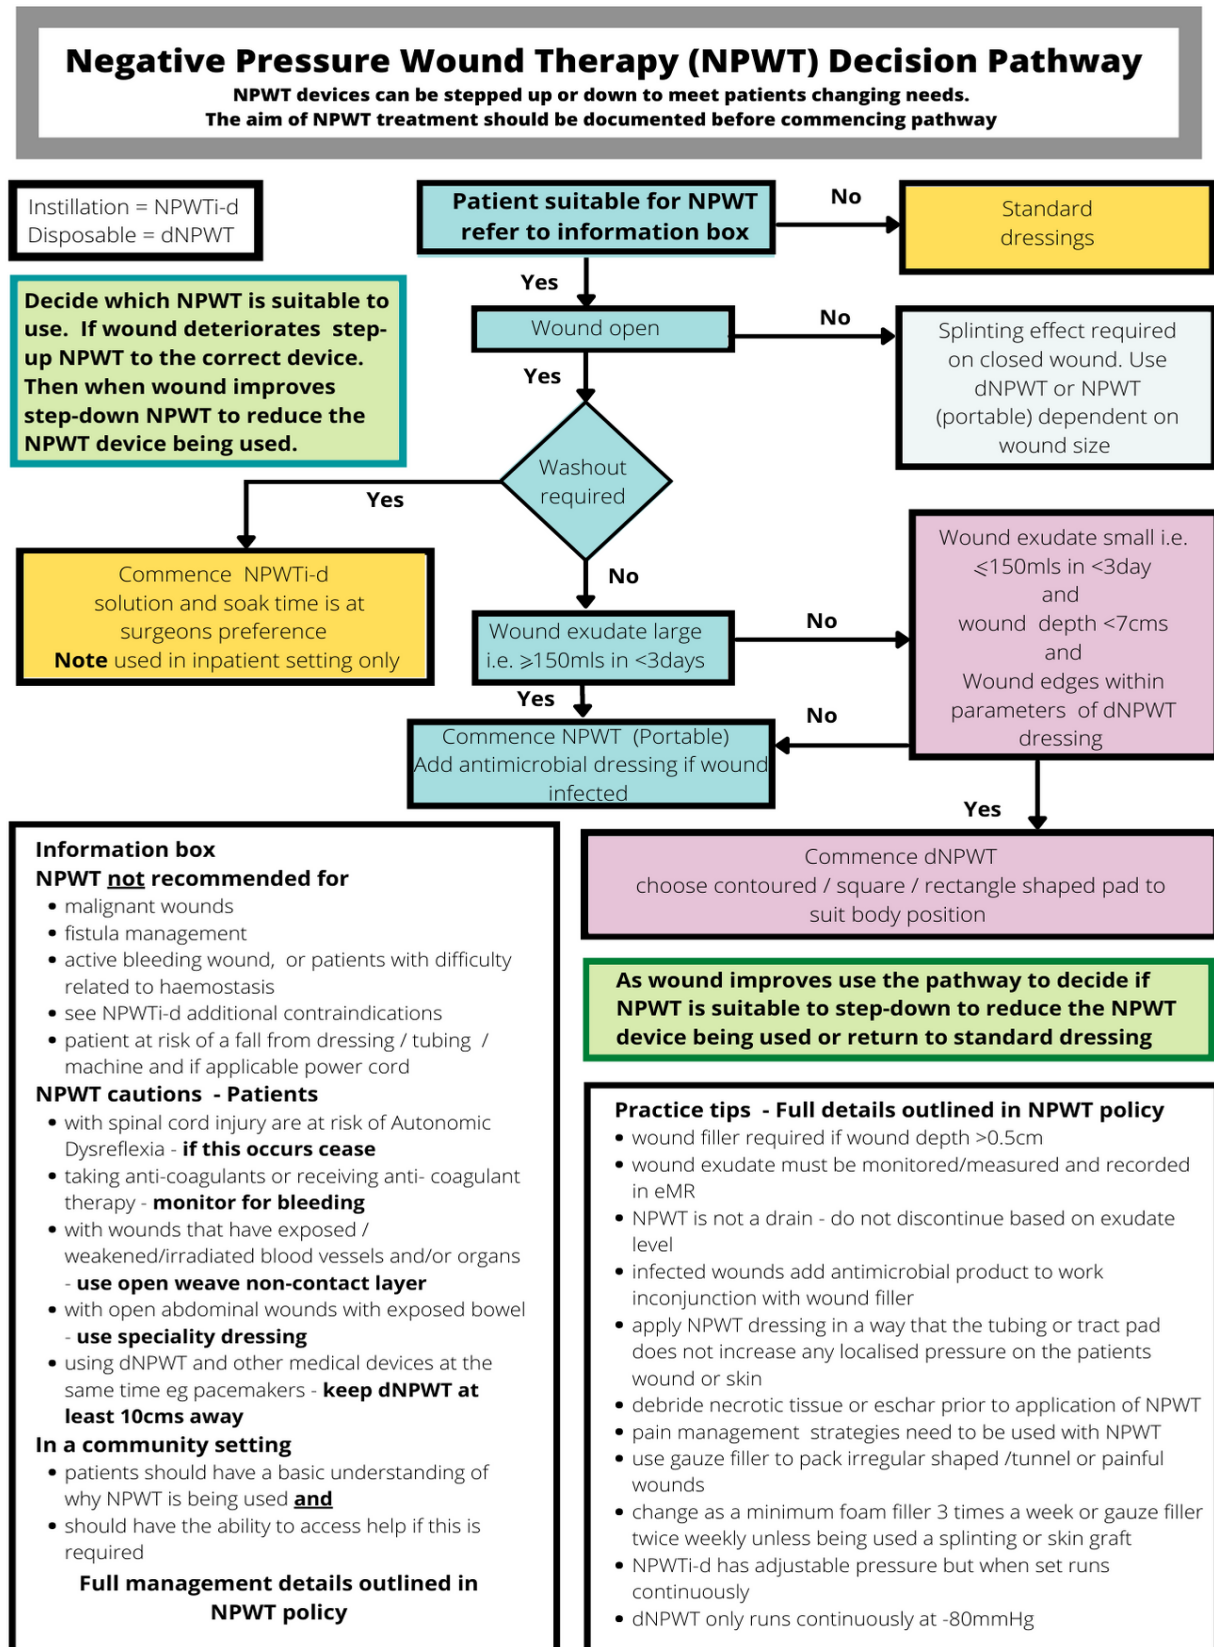 Negative Pressure Wound Therapy (NPWT) Decision Pathway
NPWT devices can be stepped up or down to meet patients changing needs.
The aim of NPWT treatment should be documented before commencing pathway
Instillation = NPWTi-d
Disposable = dNPWT
Patient suitable for NPWT
refer to information box
No
Standard
dressings
Yes
Decide which NPWT is suitable to
use. If wound deteriorates step-
up NPWT to the correct device.
Then when wound improves
step-down NPWT to reduce the
NPWT device being used.
Wound open
No
Splinting effect required
on closed wound. Use
dNPWT or NPWT
(portable) dependent on
wound size
Yes
Washout
required
Yes
Commence NPWTi-d
solution and soak time is at
surgeons preference
Note used in inpatient setting only
No
Wound exudate large
i.e. ⩾150mls in <3days
No
Wound exudate small i.e.
⩽150mls in <3day
and
wound depth <7cms
and
Wound edges within
parameters of dNPWT
dressing
Yes
No
Commence NPWT (Portable)
Add antimicrobial dressing if wound
infected
Yes
Commence dNPWT
choose contoured / square / rectangle shaped pad to
suit body position
Information box
NPWT not recommended for
• malignant wounds
• fistula management
• active bleeding wound, or patients with difficulty
related to haemostasis
• see NPWTi-d additional contraindications
• patient at risk of a fall from dressing / tubing /
machine and if applicable power cord
NPWT cautions - Patients
• with spinal cord injury are at risk of Autonomic
Dysreflexia - if this occurs cease
• taking anti-coagulants or receiving anti- coagulant
therapy - monitor for bleeding
• with wounds that have exposed /
weakened/irradiated blood vessels and/or organs
- use open weave non-contact layer
• with open abdominal wounds with exposed bowel
- use speciality dressing
• using dNPWT and other medical devices at the
same time eg pacemakers - keep dNPWT at
least 10cms away
In a community setting
• patients should have a basic understanding of
why NPWT is being used and
• should have the ability to access help if this is
required
Full management details outlined in
NPWT policy
As wound improves use the pathway to decide if
NPWT is suitable to step-down to reduce the NPWT
device being used or return to standard dressing
Practice tips - Full details outlined in NPWT policy
• wound filler required if wound depth >0.5cm
• wound exudate must be monitored/measured and recorded
in eMR
• NPWT is not a drain - do not discontinue based on exudate
level
• infected wounds add antimicrobial product to work
inconjunction with wound filler
• apply NPWT dressing in a way that the tubing or tract pad
does not increase any localised pressure on the patients
wound or skin
• debride necrotic tissue or eschar prior to application of NPWT
• pain management strategies need to be used with NPWT
• use gauze filler to pack irregular shaped /tunnel or painful
wounds
• change as a minimum foam filler 3 times a week or gauze filler
twice weekly unless being used a splinting or skin graft
• NPWTi-d has adjustable pressure but when set runs
continuously
• dNPWT only runs continuously at -80mmHg